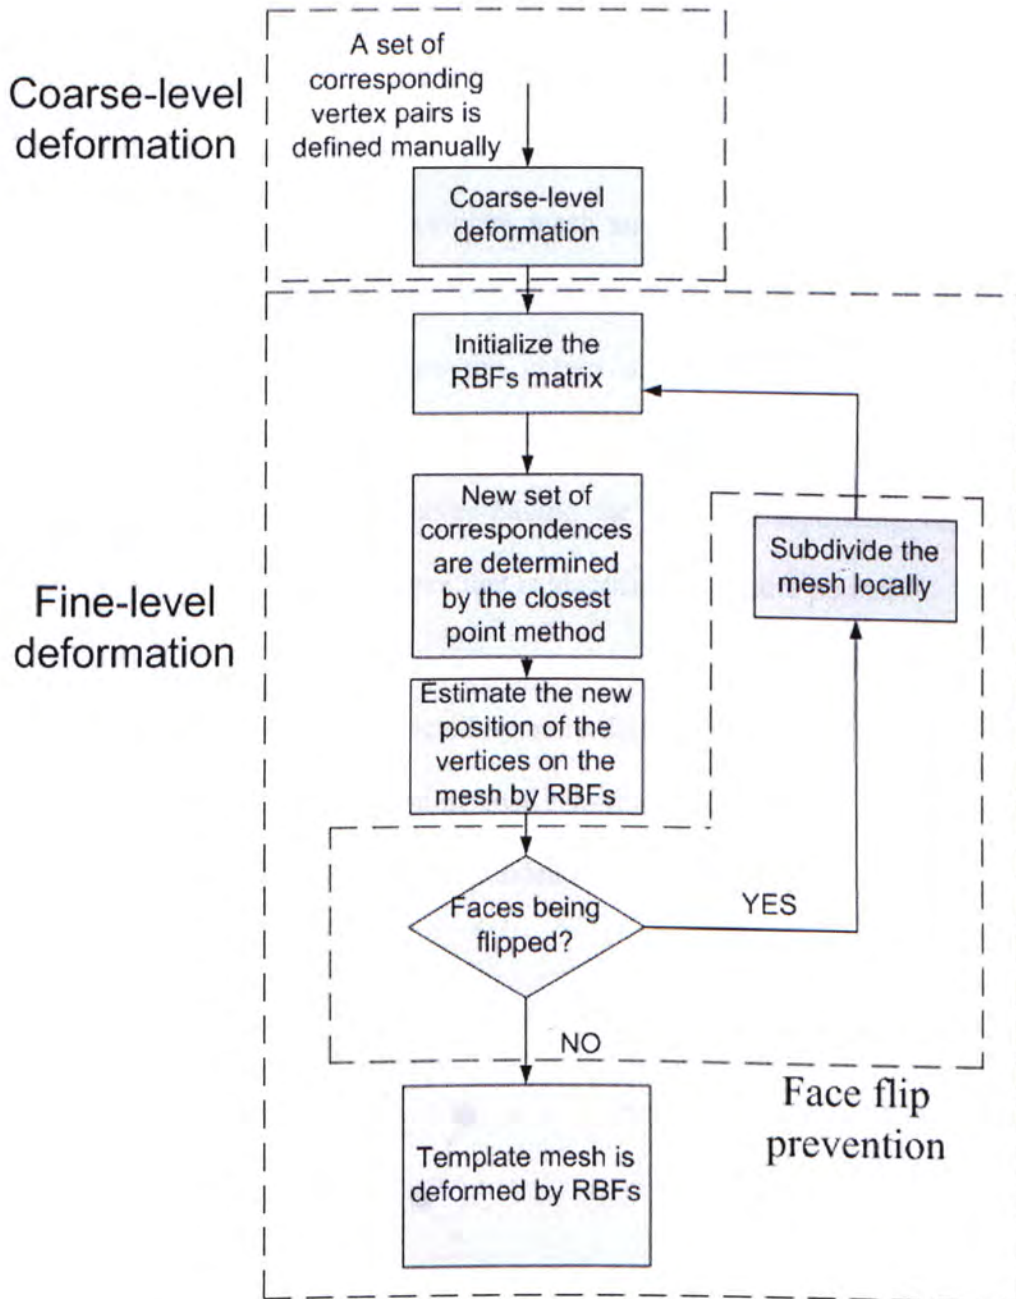 Coarse-level
deformation
A set of
corresponding
vertex pairs is
defined manually
Coarse-level
deformation
Fine-level
deformation
Initialize the
RBFs matrix
New set of
correspondences
are determined
by the closest
point method
Subdivide the
mesh locally
Estimate the new
position of the
vertices on the
mesh by RBFs
Faces being
flipped?
YES
NO
Face flip
prevention
Template mesh is
deformed by RBFs